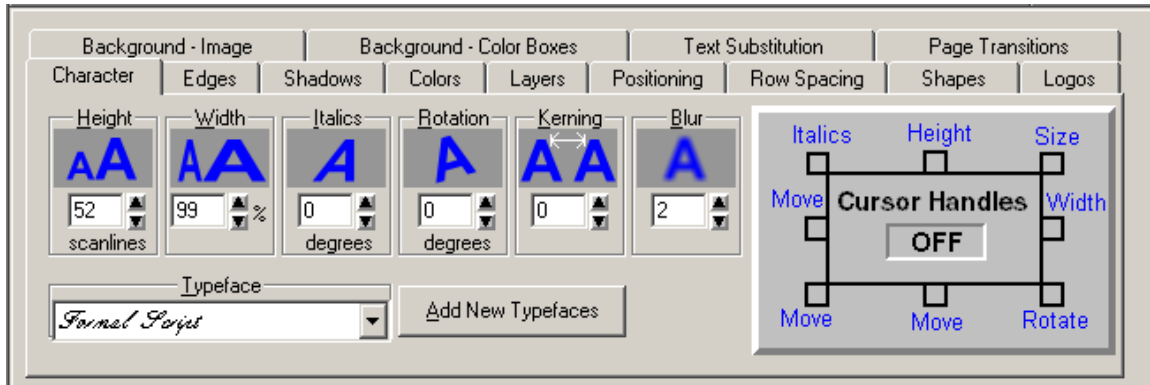 Background - Image Background - Color Boxes Text Substitution Page Transitions
Character Edges Shadows Colors Layers Positioning Row Spacing Shapes Logos
Height Width Italics Rotation Kerning Blur
AA AA A A AA A
52 99 % 0 0 0 2
scanlines degrees degrees
Typeface
Formal Script
Add New Typefaces
Italics Height Size
Move Cursor Handles Width
OFF
Move Move Rotate